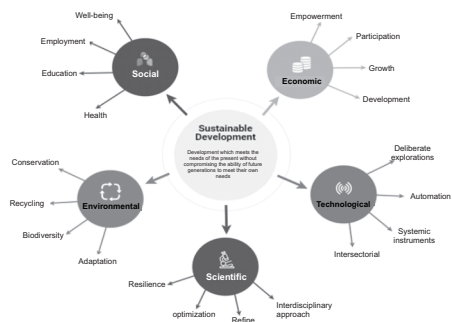 Well-being
Employment
Education
Health
Social
Empowerment
Participation
Growth
Development
Economic
Sustainable
Development
Development which meets the
needs of the present without
compromising the ability of future
generations to meet their own
needs
Conservation
Recycling
Biodiversity
Adaptation
Environmental
Deliberate
explorations
Automation
Systemic
instruments
Intersectorial
Technological
Scientific
Resilience
optimization
Refine
Interdisciplinary
approach